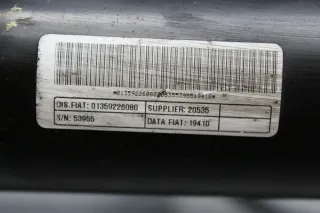 DIS.FIAT: 01359226080
SUPPLIER: 20535
S/N: 53955
DATA FIAT: 19410